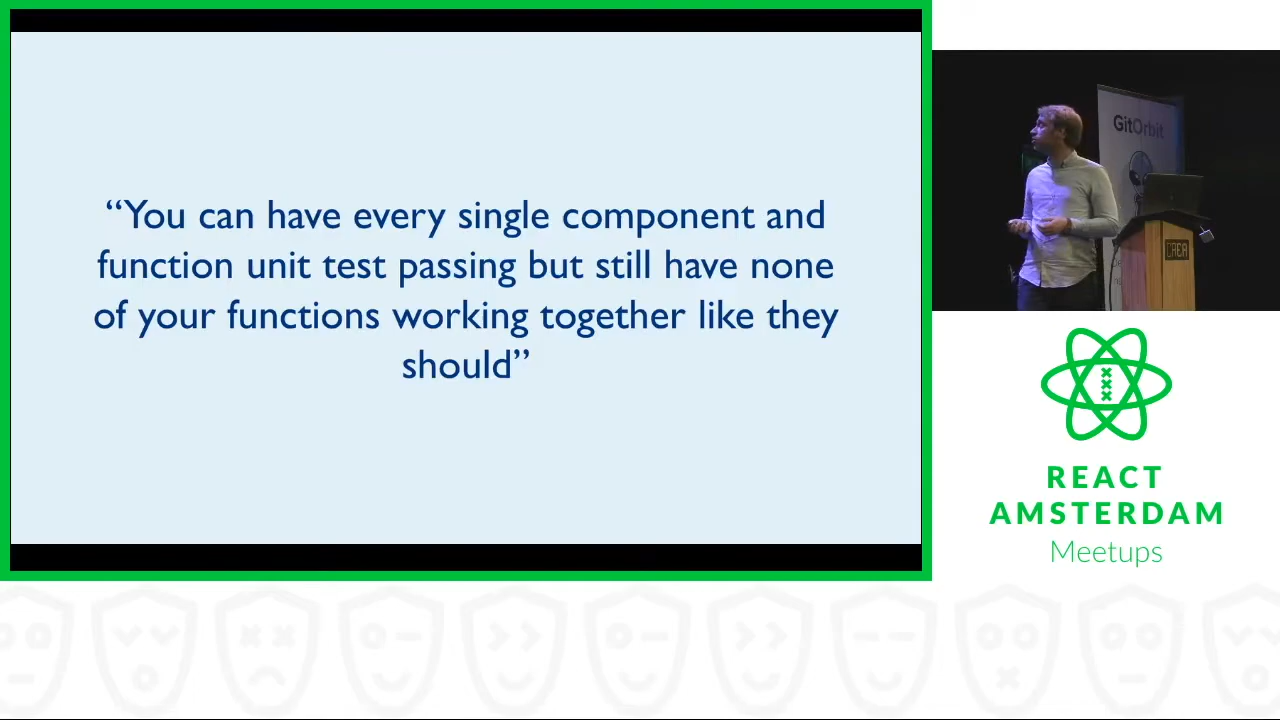 “You can have every single component and
function unit test passing but still have none
of your functions working together like they
should”
GitOrbit
CREA
REACT
AMSTERDAM
Meetups